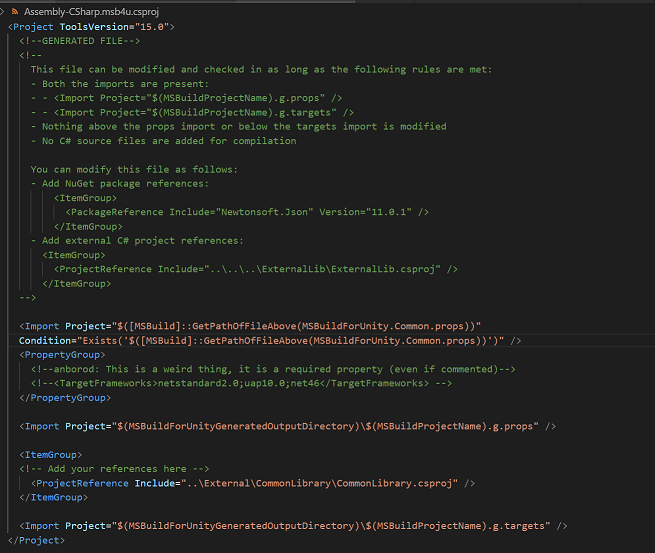 Assembly-CSharp.msb4u.csproj
<Project ToolsVersion="15.0">
<!--GENERATED FILE-->
<!--
This file can be modified and checked in as long as the following rules are met:
- Both the imports are present:
- - <Import Project="$(MSBuildProjectName).g.props" />
- - <Import Project="$(MSBuildProjectName).g.targets" />
- Nothing above the props import or below the targets import is modified
- No C# source files are added for compilation
You can modify this file as follows:
- Add NuGet package references:
<ItemGroup>
<PackageReference Include="Newtonsoft.Json" Version="11.0.1" />
</ItemGroup>
- Add external C# project references:
<ItemGroup>
<ProjectReference Include="..\..\..\ExternalLib\ExternalLib.csproj" />
</ItemGroup>
-->
<Import Project="$([MSBuild]::GetPathOfFileAbove(MSBuildForUnity.Common.props))"
Condition="Exists('$([MSBuild]::GetPathOfFileAbove(MSBuildForUnity.Common.props))')" />
<PropertyGroup>
<!--anborod: This is a weird thing, it is a required property (even if commented)-->
<!--<TargetFrameworks>netstandard2.0;uap10.0;net46</TargetFrameworks> -->
</PropertyGroup>
<Import Project="$(MSBuildForUnityGeneratedOutputDirectory)\$(MSBuildProjectName).g.props" />
<ItemGroup>
<!-- Add your references here -->
<ProjectReference Include="..\External\CommonLibrary\CommonLibrary.csproj" />
</ItemGroup>
<Import Project="$(MSBuildForUnityGeneratedOutputDirectory)\$(MSBuildProjectName).g.targets" />
</Project>